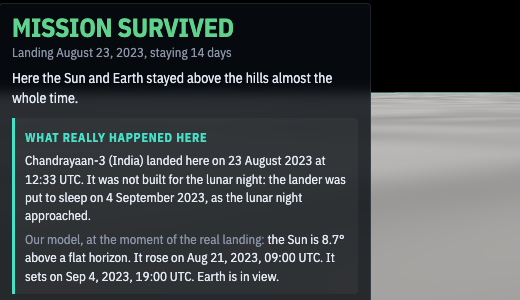 MISSION SURVIVED
Landing August 23, 2023, staying 14 days
Here the Sun and Earth stayed above the hills almost the
whole time.
WHAT REALLY HAPPENED HERE
Chandrayaan-3 (India) landed here on 23 August 2023 at
12:33 UTC. It was not built for the lunar night: the lander was
put to sleep on 4 September 2023, as the lunar night
approached.
Our model, at the moment of the real landing: the Sun is 8.7°
above a flat horizon. It rose on Aug 21, 2023, 09:00 UTC. It
sets on Sep 4, 2023, 19:00 UTC. Earth is in view.